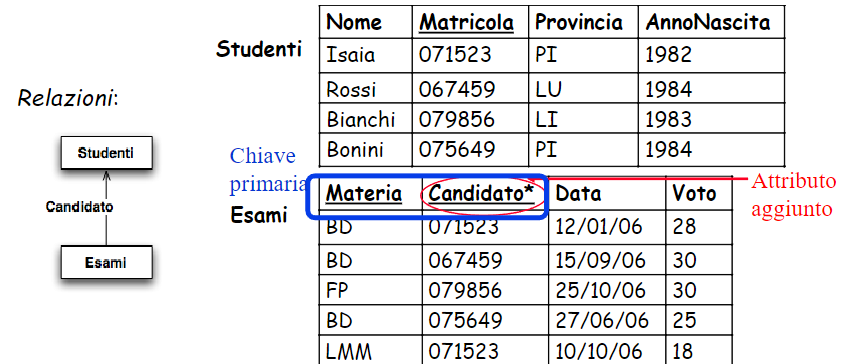 Nome Matricola Provincia AnnoNascita
Studenti
Isaia 071523 PI 1982
Rossi 067459 LU 1984
Bianchi 079856 LI 1983
Bonini 075649 PI 1984
Relazioni:
Studenti
Candidato
Esami
Chiave
primaria
Attributo
aggiunto
Esami
Materia Candidato* Data Voto
BD 071523 12/01/06 28
BD 067459 15/09/06 30
FP 079856 25/10/06 30
BD 075649 27/06/06 25
LMM 071523 10/10/06 18